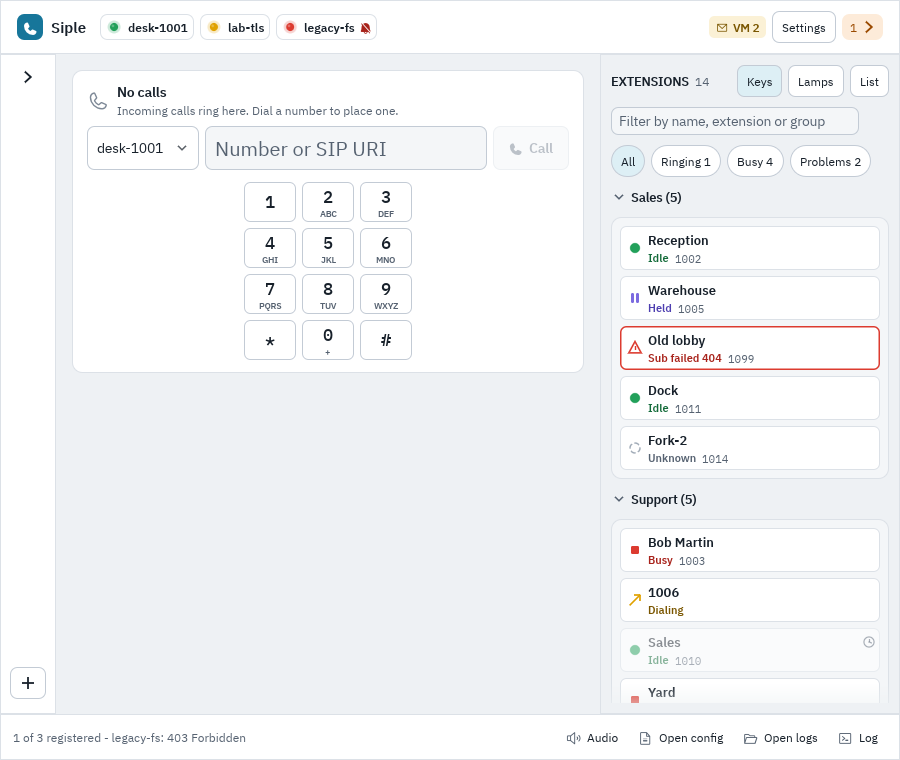 Siple
desk-1001
lab-tls
legacy-fs
VM 2
Settings
1
No calls
Incoming calls ring here. Dial a number to place one.
desk-1001
Number or SIP URI
Call
1
2
ABC
3
DEF
4
GHI
5
JKL
6
MNO
7
PQRS
8
TUV
9
WXYZ
*
0
+
#
EXTENSIONS 14
Keys
Lamps
List
Filter by name, extension or group
All
Ringing 1
Busy 4
Problems 2
Sales (5)
Reception
Idle 1002
Warehouse
Held 1005
Old lobby
Sub failed 404 1099
Dock
Idle 1011
Fork-2
Unknown 1014
Support (5)
Bob Martin
Busy 1003
1006
Dialing
Sales
Idle 1010
Yard
1 of 3 registered - legacy-fs: 403 Forbidden
Audio
Open config
Open logs
Log